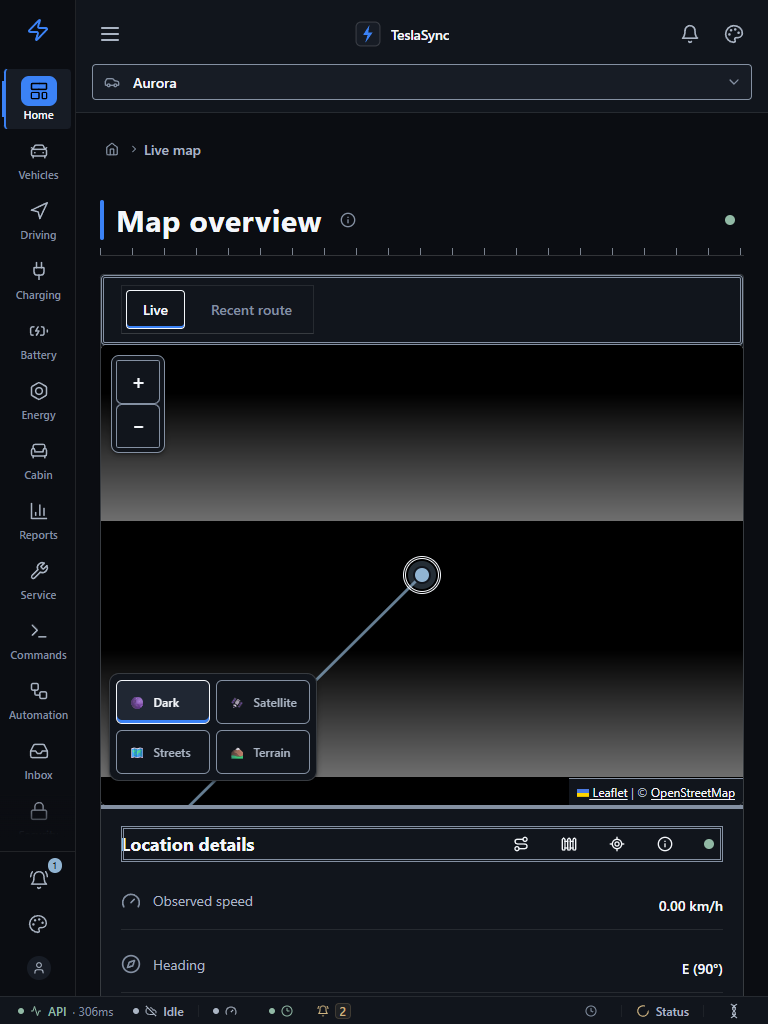 TeslaSync
Aurora
Home
Vehicles
Driving
Charging
Battery
Energy
Cabin
Reports
Service
Commands
Automation
Inbox
1
Live map
Map overview
Live
Recent route
+
−
Dark
Satellite
Streets
Terrain
Leaflet | © OpenStreetMap
Location details
Observed speed
0.00 km/h
Heading
E (90°)
API · 306ms
Idle
2
Status